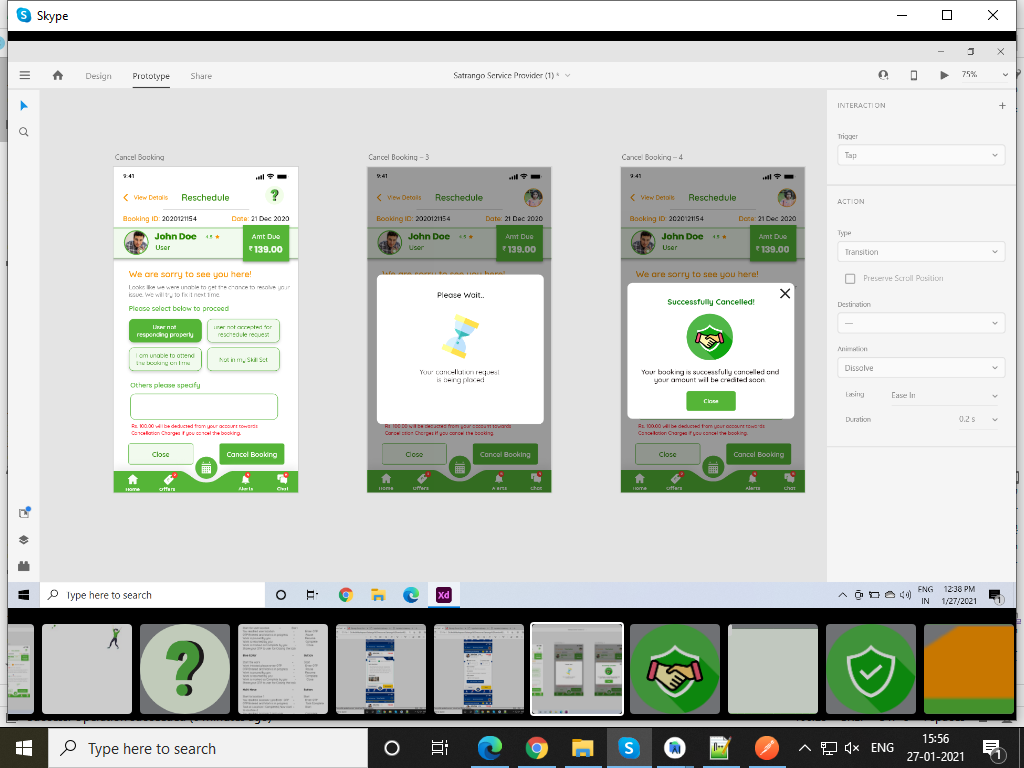 Skype
Design
Prototype
Share
Satrango Service Provider (1) *
75%
INTERACTION
Trigger
Tap
ACTION
Type
Transition
Preserve Scroll Position
Destination
Animation
Dissolve
Easing
Ease In
Duration
0.2 s
Cancel Booking
9:41
View Details
Reschedule
Booking ID: 2020121154
Date: 21 Dec 2020
John Doe
4.5
User
Amt Due
₹ 139.00
We are sorry to see you here!
Looks like we were unable to get the chance to resolve your
issue. We will try to fix it next time.
Please select below to proceed
User not
responding properly
user not accepted for
reschedule request
I am unable to attend
the booking on time
Not in my Skill Set
Others please specify
Rs. 100.00 will be deducted from your account towards
Cancellation Charges if you cancel the booking.
Close
Cancel Booking
Home
Offers
Alerts
Chat
Cancel Booking – 3
9:41
View Details
Reschedule
Booking ID: 2020121154
Date: 21 Dec 2020
John Doe
4.5
User
Amt Due
₹ 139.00
We are sorry to see you here!
Please Wait..
Your cancellation request
is being placed
Rs. 100.00 will be deducted from your account towards
Cancellation Charges if you cancel the booking.
Close
Cancel Booking
Home
Offers
Alerts
Chat
Cancel Booking – 4
9:41
View Details
Reschedule
Booking ID: 2020121154
Date: 21 Dec 2020
John Doe
4.5
User
Amt Due
₹ 139.00
We are sorry to see you here!
Successfully Cancelled!
Your booking is successfully cancelled and
your amount will be credited soon.
Close
Rs. 100.00 will be deducted from your account towards
Cancellation Charges if you cancel the booking.
Close
Cancel Booking
Home
Offers
Alerts
Chat
Type here to search
Xd
ENG
IN
12:38 PM
1/27/2021
1
Type here to search
ENG
15:56
27-01-2021
1